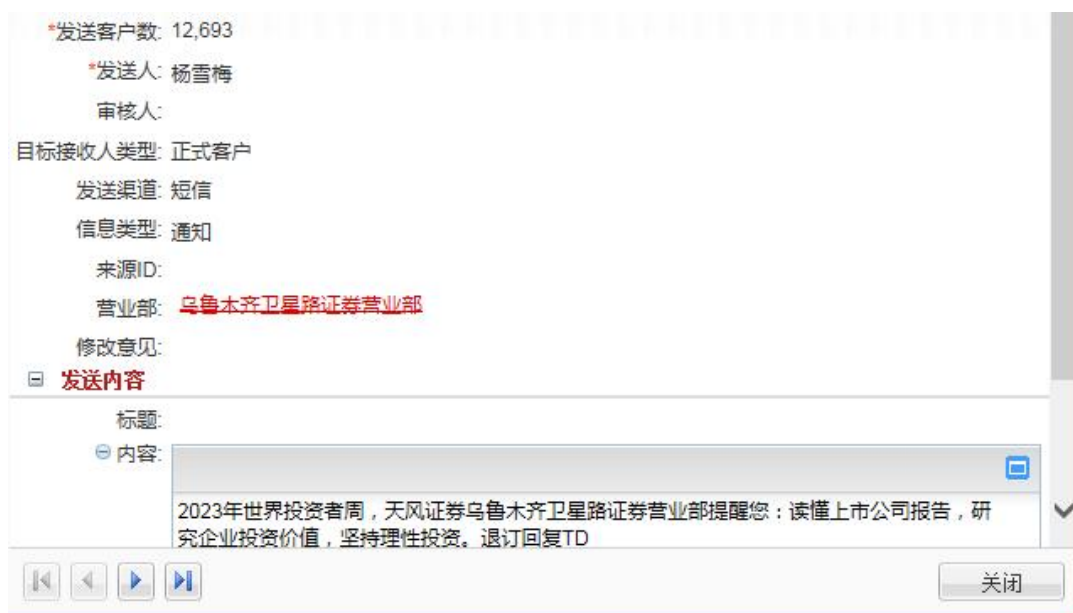 *发送客户数: 12,693
*发送人: 杨雪梅
审核人:
目标接收人类型: 正式客户
发送渠道: 短信
信息类型: 通知
来源ID:
营业部: 乌鲁木齐卫星路证券营业部
修改意见:
发送内容
标题:
内容:
2023年世界投资者周，天风证券乌鲁木齐卫星路证券营业部提醒您：读懂上市公司报告，研
究企业投资价值，坚持理性投资。退订回复TD
关闭